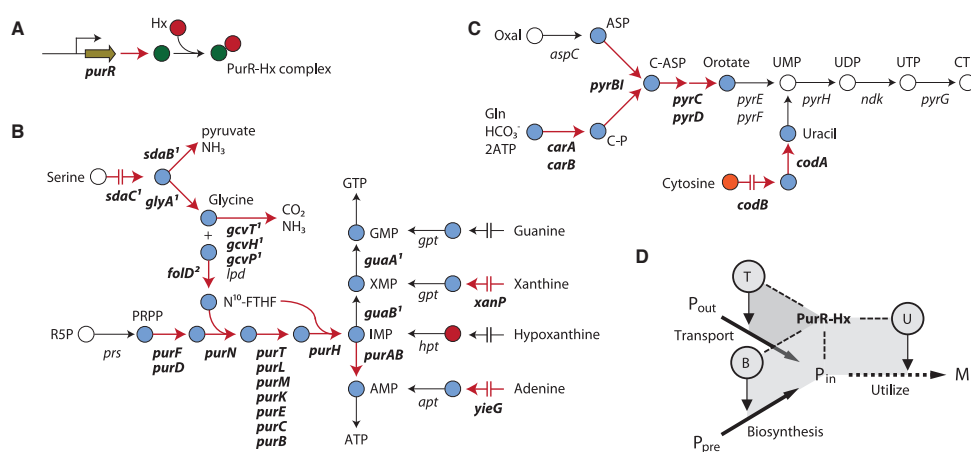 A
Hx
purR
PurR-Hx complex
B
pyruvate
NH₃
sdaB¹
Serine
sdaC¹
glyA¹
Glycine
CO₂
NH₃
+
gcvT¹
gcvH¹
gcvP¹
lpd
folD²
N¹⁰-FTHF
PRPP
R5P
prs
purF
purD
purN
purT
purL
purM
purK
purE
purC
purB
purH
GTP
GMP
gpt
Guanine
guaA¹
XMP
gpt
xanP
Xanthine
guaB¹
IMP
hpt
Hypoxanthine
purAB
AMP
apt
yieG
Adenine
ATP
C
Oxal
aspC
ASP
pyrBI
Gln
HCO₃⁻
2ATP
carA
carB
C-P
C-ASP
pyrC
pyrD
Orotate
pyrE
pyrF
UMP
pyrH
UDP
ndk
UTP
pyrG
CT
Uracil
codA
Cytosine
codB
D
T
P out
Transport
PurR-Hx
U
B
P in
Utilize
M
P pre
Biosynthesis